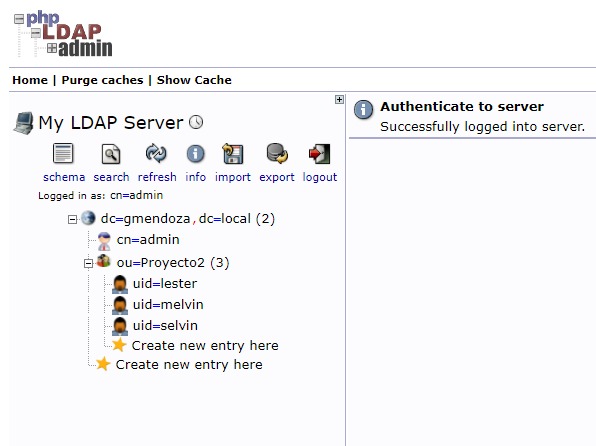 php
LDAP
admin
Home | Purge caches | Show Cache
My LDAP Server
schema search refresh info import export logout
Logged in as: cn=admin
dc=gmendoza,dc=local (2)
cn=admin
ou=Proyecto2 (3)
uid=lester
uid=melvin
uid=selvin
Create new entry here
Create new entry here
Authenticate to server
Successfully logged into server.